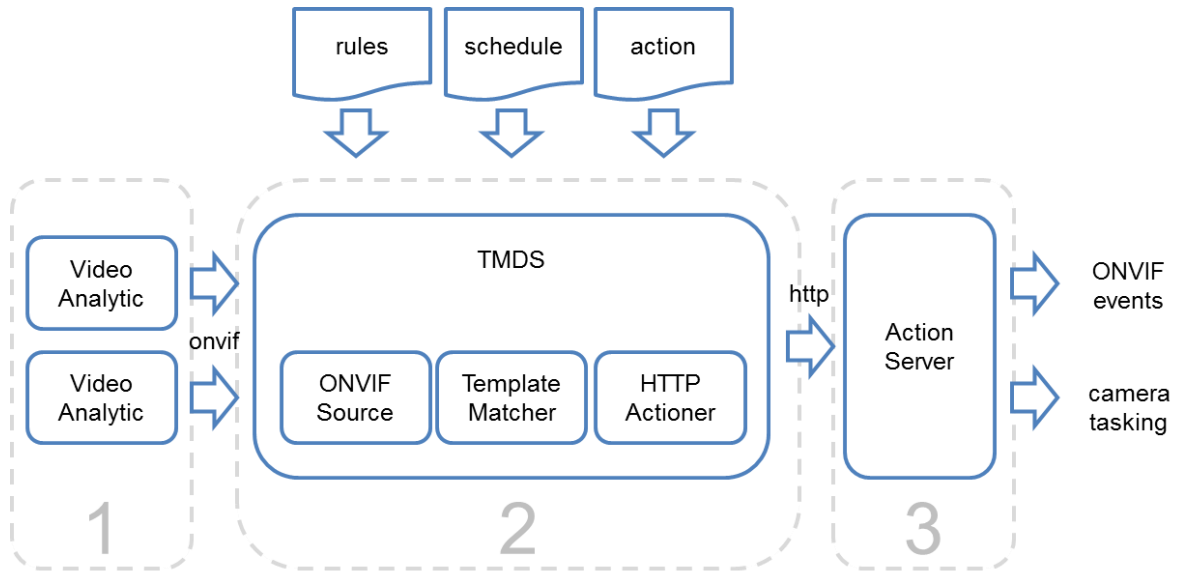 rules
schedule
action
Video
Analytic
onvif
Video
Analytic
TMDS
ONVIF
Source
Template
Matcher
HTTP
Actioner
http
Action
Server
ONVIF
events
camera
tasking
1
2
3